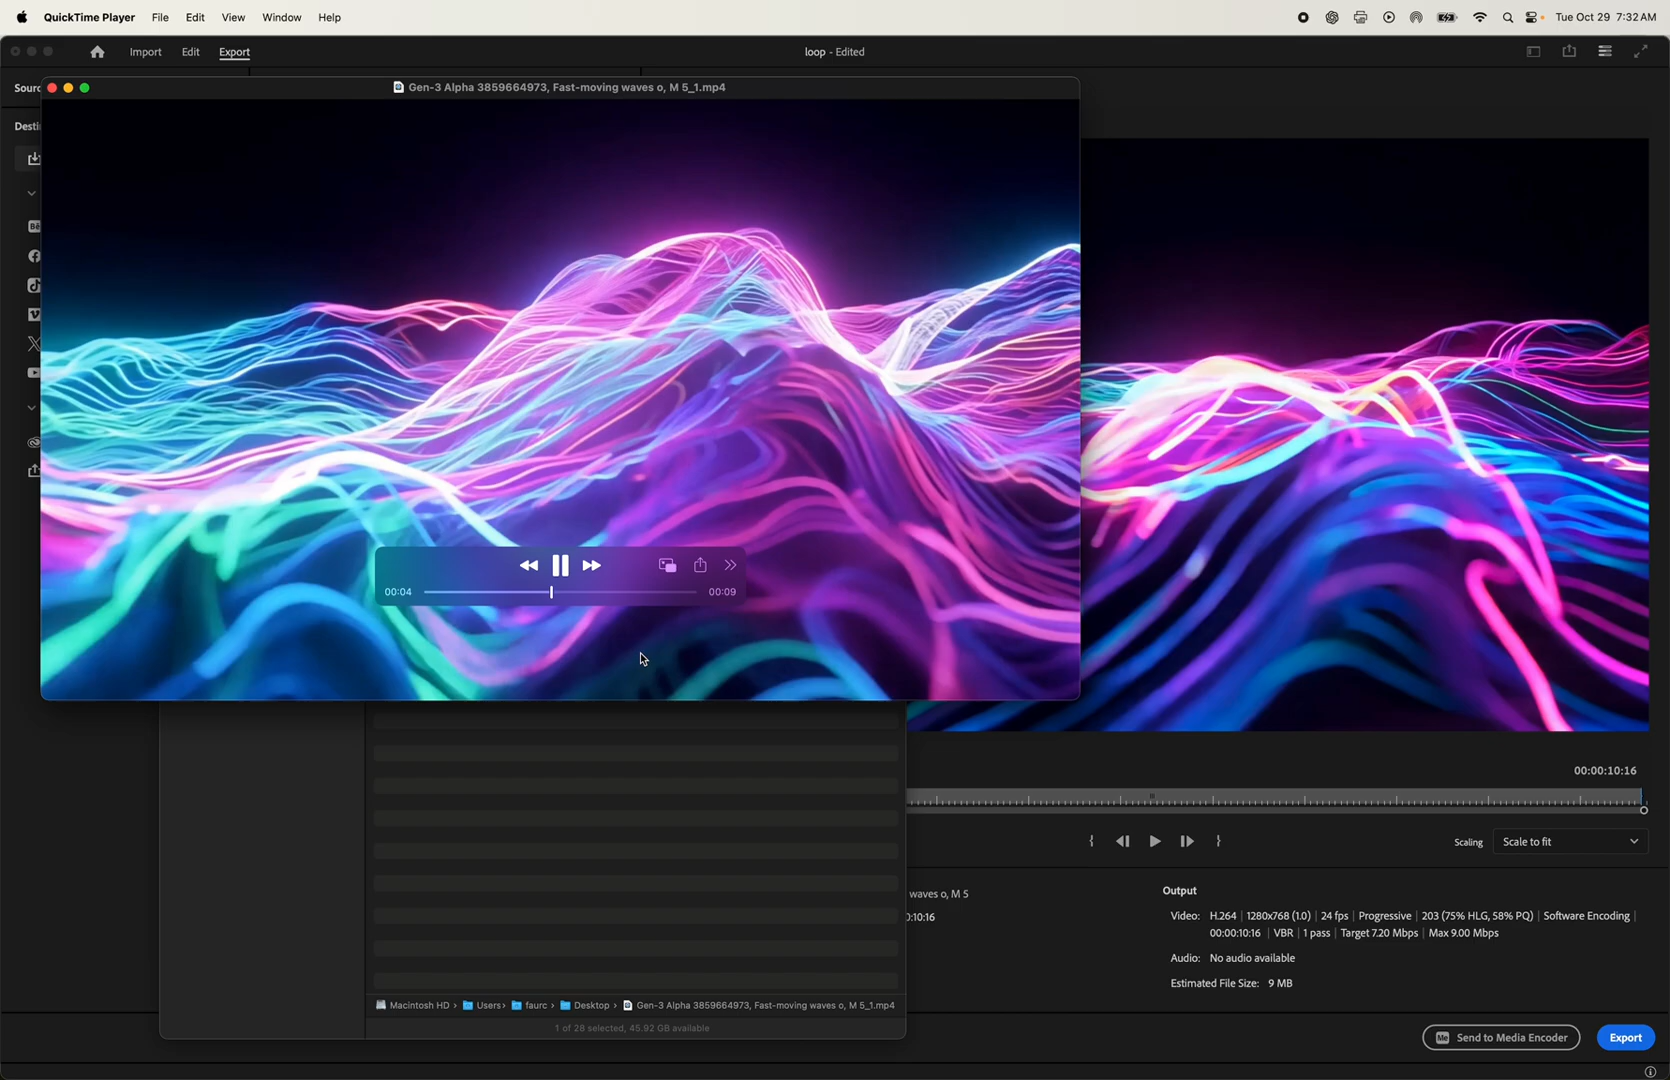 QuickTime Player File Edit View Window Help Tue Oct 29 7:32 AM
Import Edit Export loop - Edited
Gen-3 Alpha 3859664973, Fast-moving waves o, M 5_1.mp4
00:04 00:09
00:00:10:16
Scaling Scale to fit
waves o, M 5
Output
Video: H.264 | 1280x768 (1.0) | 24 fps | Progressive | 203 (75% HLG, 58% PQ) | Software Encoding |
00:00:10:16 | VBR | 1 pass | Target 7.20 Mbps | Max 9.00 Mbps
Audio: No audio available
Estimated File Size: 9 MB
Macintosh HD › Users › faurc › Desktop › Gen-3 Alpha 3859664973, Fast-moving waves o, M 5_1.mp4
1 of 28 selected, 45.92 GB available
Me Send to Media Encoder Export